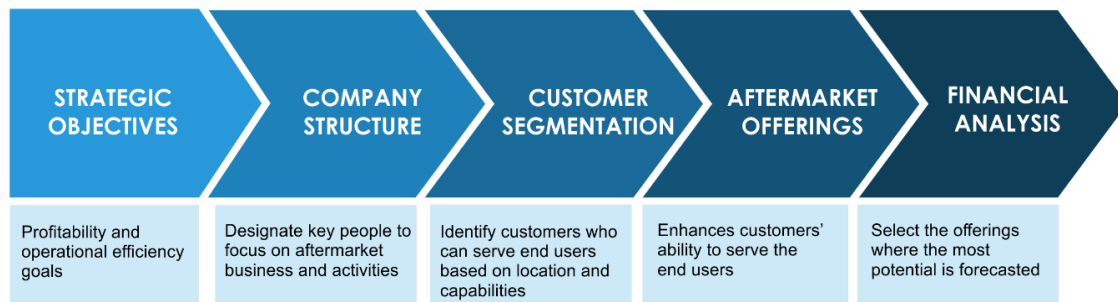 STRATEGIC
OBJECTIVES
COMPANY
STRUCTURE
CUSTOMER
SEGMENTATION
AFTERMARKET
OFFERINGS
FINANCIAL
ANALYSIS
Profitability and
operational efficiency
goals
Designate key people to
focus on aftermarket
business and activities
Identify customers who
can serve end users
based on location and
capabilities
Enhances customers’
ability to serve the
end users
Select the offerings
where the most
potential is forecasted